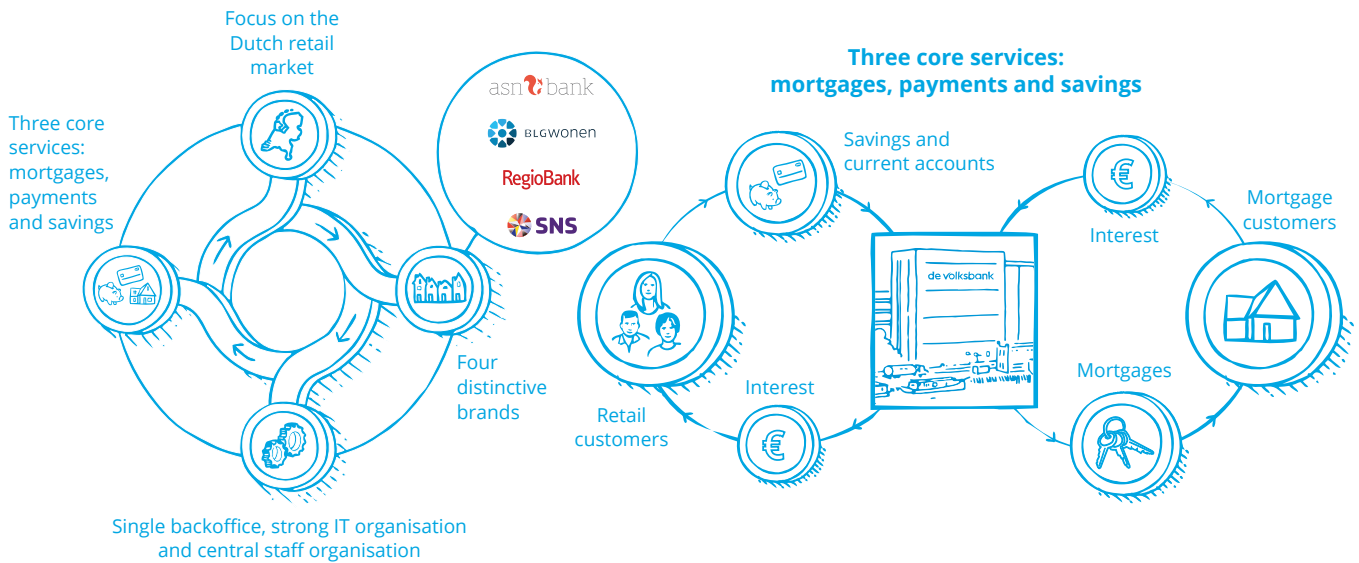 Focus on the
Dutch retail
market
Three core
services:
mortgages,
payments
and savings
asn bank
BLGWONEN
RegioBank
SNS
Four
distinctive
brands
Single backoffice, strong IT organisation
and central staff organisation
Three core services:
mortgages, payments and savings
Savings and
current accounts
Interest
Mortgage
customers
de volksbank
Retail
customers
Interest
€
Mortgages
€